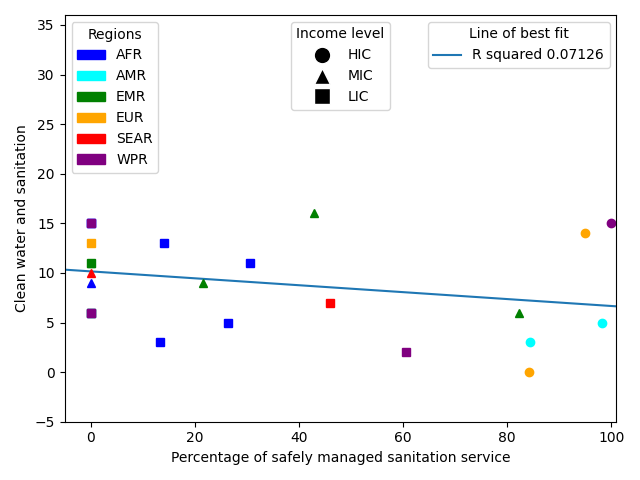 Regions
AFR
AMR
EMR
EUR
SEAR
WPR
Income level
HIC
MIC
LIC
Line of best fit
R squared 0.07126
Clean water and sanitation
35
30
25
20
15
10
5
0
−5
0 20 40 60 80 100
Percentage of safely managed sanitation service